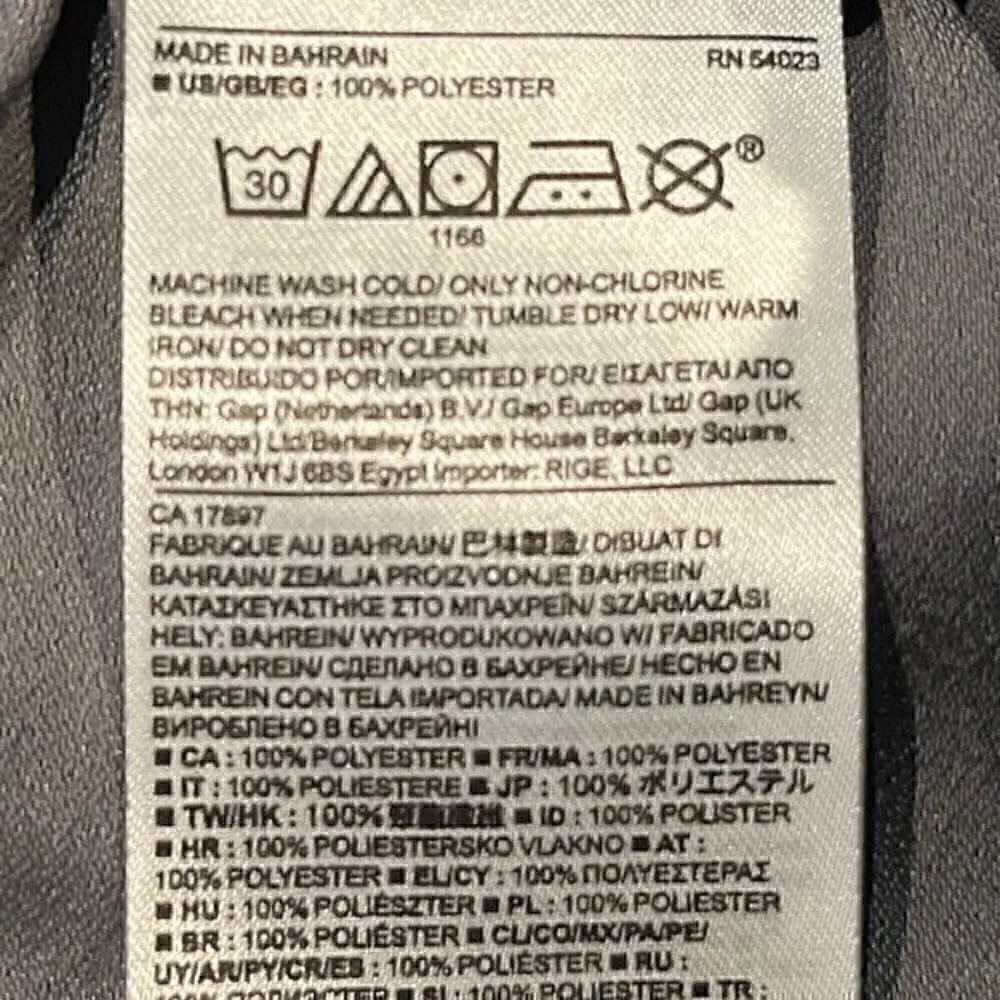 MADE IN BAHRAIN RN 54023
■ US/GB/EG : 100% POLYESTER
30 ®
1166
MACHINE WASH COLD/ ONLY NON-CHLORINE
BLEACH WHEN NEEDED/ TUMBLE DRY LOW/ WARM
IRON/ DO NOT DRY CLEAN
DISTRIBUIDO POR/IMPORTED FOR/ ΕΙΣΑΓΕΤΑΙ ΑΠΟ
ΤΗΝ: Gap (Netherlands) B.V./ Gap Europe Ltd/ Gap (UK
Holdings) Ltd/Berkeley Square House Berkeley Square,
London W1J 6BS Egypt Importer: RIGE, LLC
CA 17897
FABRIQUE AU BAHRAIN/ 巴林製造/ DIBUAT DI
BAHRAIN/ ZEMLJA PROIZVODNJE BAHREIN/
ΚΑΤΑΣΚΕΥΑΣΤΗΚΕ ΣΤΟ ΜΠΑΧΡΕΪΝ/ SZÁRMAZÁSI
HELY: BAHREIN/ WYPRODUKOWANO W/ FABRICADO
EM BAHREIN/ СДЕЛАНО В БАХРЕЙНЕ/ HECHO EN
BAHREIN CON TELA IMPORTADA/ MADE IN BAHREYN/
ВИРОБЛЕНО В БАХРЕЙНІ
■ CA : 100% POLYESTER ■ FR/MA : 100% POLYESTER
■ IT : 100% POLIESTERE ■ JP : 100% ポリエステル
■ TW/HK : 100% ■ ID : 100% POLISTER
■ HR : 100% POLIESTERSKO VLAKNO ■ AT :
100% POLYESTER ■ EL/CY : 100% ΠΟΛΥΕΣΤΕΡΑΣ
■ HU : 100% POLIÉSZTER ■ PL : 100% POLIESTER
■ BR : 100% POLIÉSTER ■ CL/CO/MX/PA/PE/
UY/AR/PY/CR/ES : 100% POLIÉSTER ■ RU :
100% ПОЛИЭСТЕР ■ SI : 100% POLIESTER ■ TR :